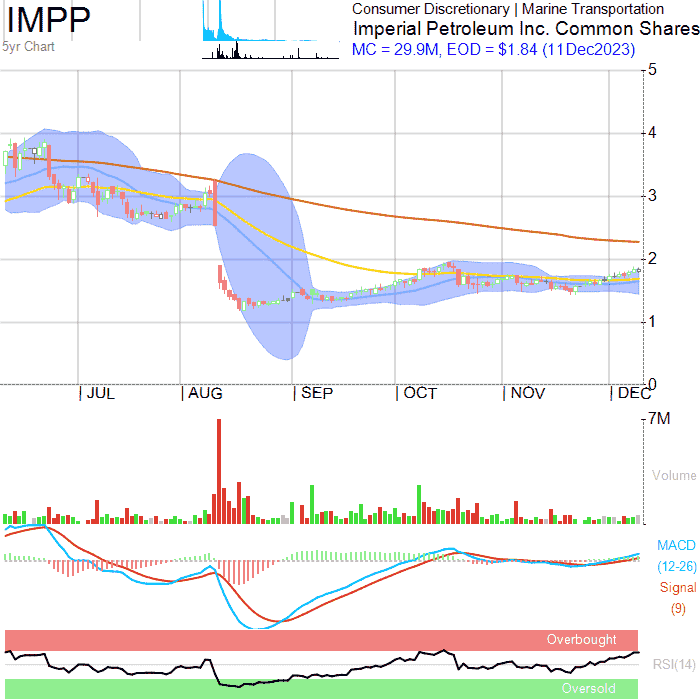 IMPP
5yr Chart
Consumer Discretionary | Marine Transportation
Imperial Petroleum Inc. Common Shares
MC = 29.9M, EOD = $1.84 (11Dec2023)
5
4
3
2
1
0
| JUL | AUG | SEP | OCT | NOV | DEC
7M
Volume
MACD
(12-26)
Signal
(9)
Overbought
RSI(14)
Oversold